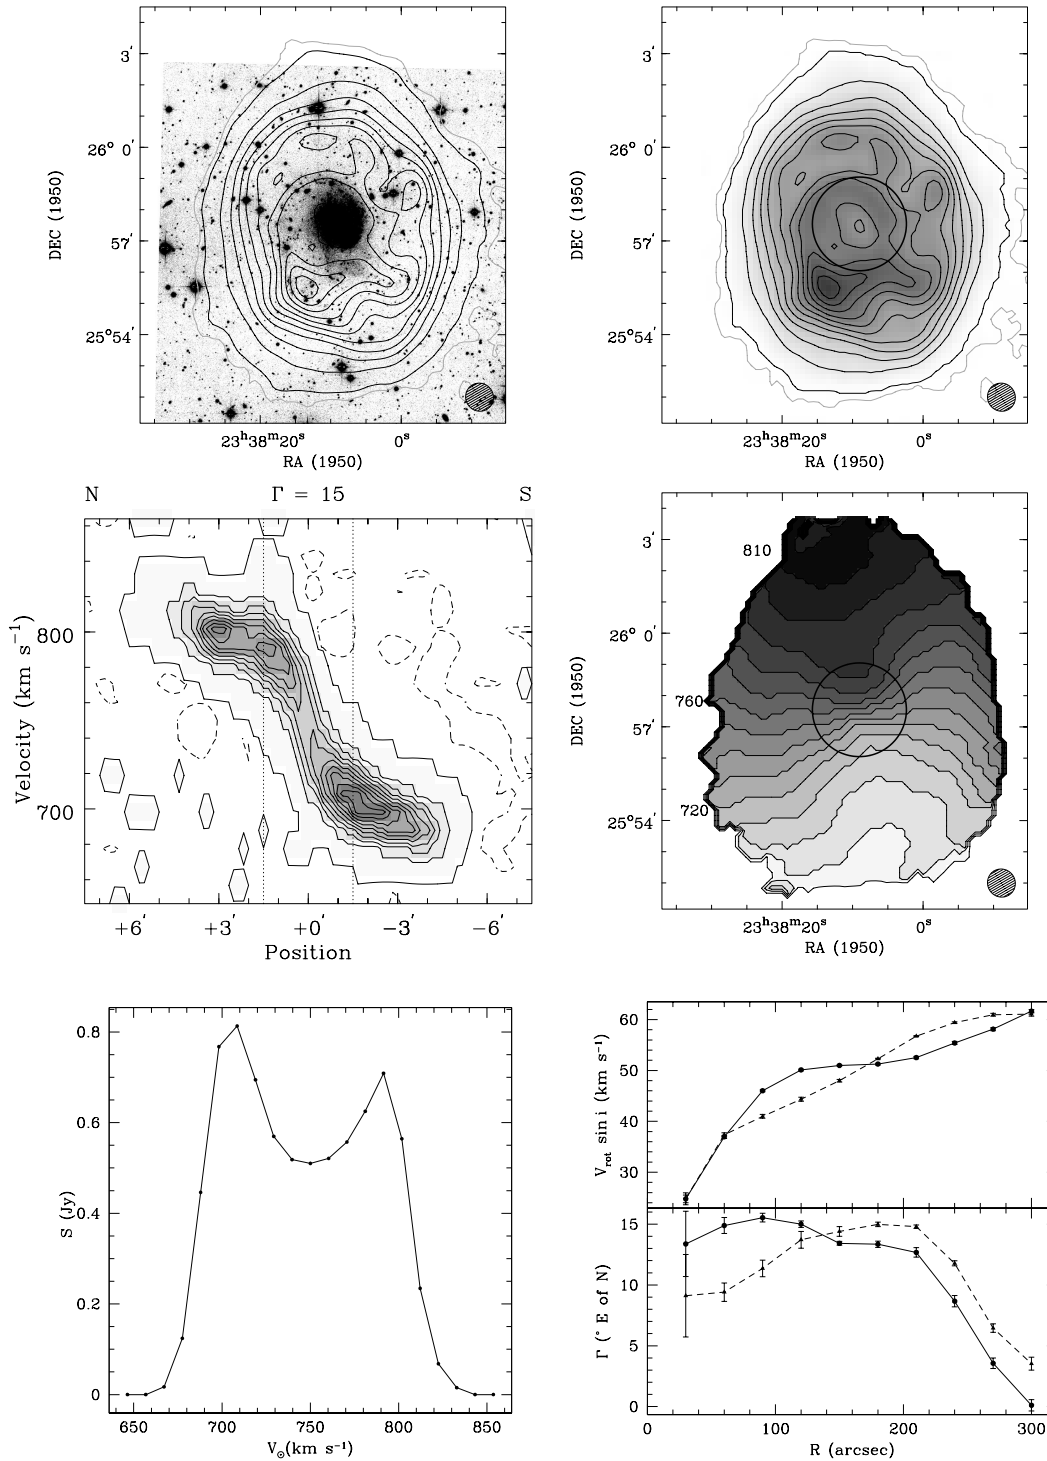 3′
26° 0′
57′
25°54′
DEC (1950)
23ʰ38ᵐ20ˢ 0ˢ
RA (1950)
3′
26° 0′
57′
25°54′
DEC (1950)
23ʰ38ᵐ20ˢ 0ˢ
RA (1950)
N Γ = 15 S
800
700
Velocity (km s⁻¹)
+6′ +3′ +0′ −3′ −6′
Position
810
760
720
3′
26° 0′
57′
25°54′
DEC (1950)
23ʰ38ᵐ20ˢ 0ˢ
RA (1950)
0.8
0.6
0.4
0.2
0
S (Jy)
650 700 750 800 850
V⊙(km s⁻¹)
60
50
40
30
V_rot sin i (km s⁻¹)
15
10
5
0
Γ (° E of N)
0 100 200 300
R (arcsec)